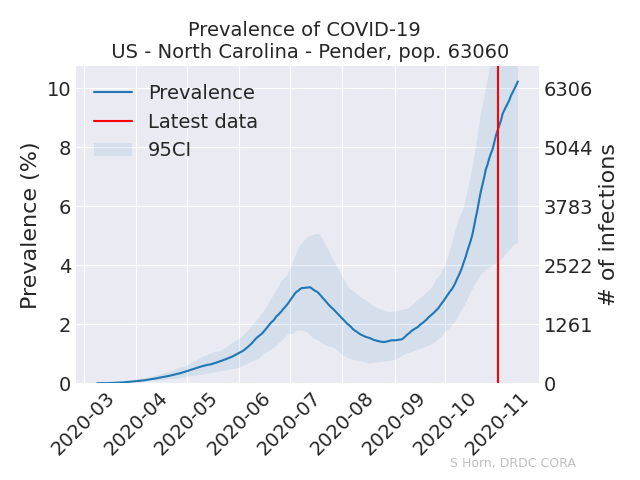 Prevalence of COVID-19
US - North Carolina - Pender, pop. 63060
Prevalence
Latest data
95CI
Prevalence (%)
10
8
6
4
2
0
# of infections
6306
5044
3783
2522
1261
0
2020-03
2020-04
2020-05
2020-06
2020-07
2020-08
2020-09
2020-10
2020-11
S Horn, DRDC CORA